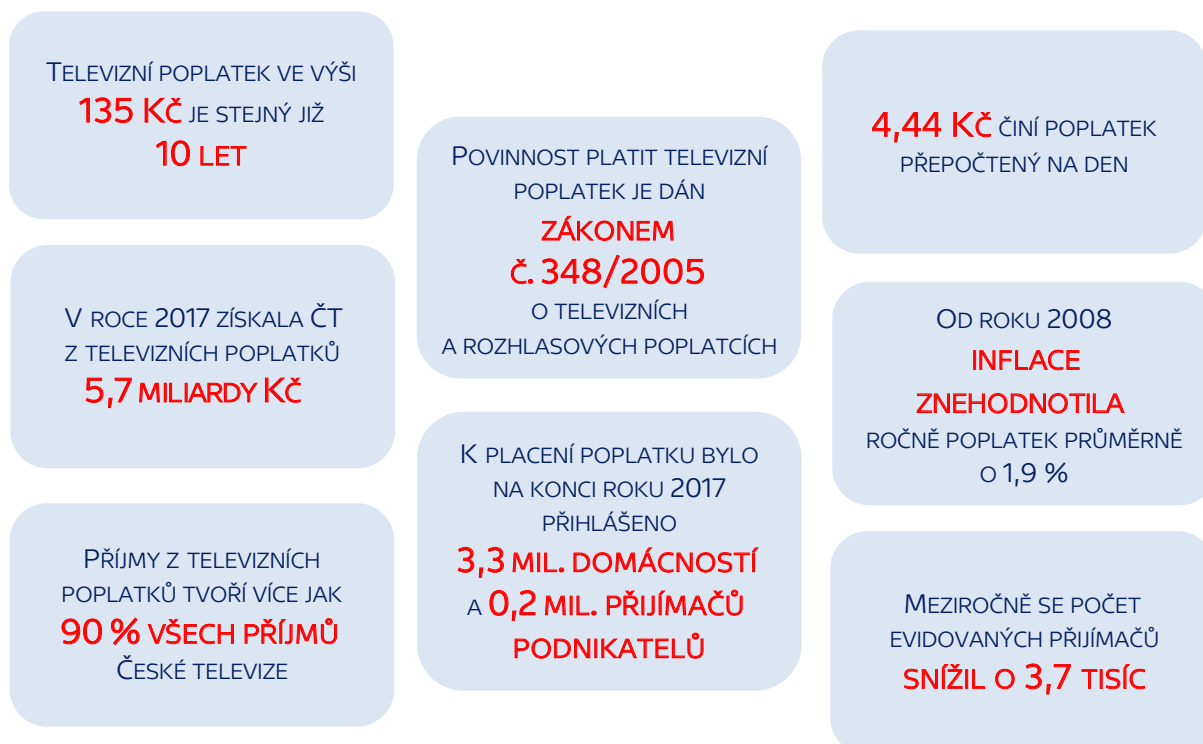 Televizní poplatek ve výši
135 Kč je stejný již
10 let
V roce 2017 získala ČT
z televizních poplatků
5,7 miliardy Kč
Příjmy z televizních
poplatků tvoří více jak
90 % všech příjmů
České televize
Povinnost platit televizní
poplatek je dán
zákonem
č. 348/2005
o televizních
a rozhlasových poplatcích
K placení poplatku bylo
na konci roku 2017
přihlášeno
3,3 mil. domácností
a 0,2 mil. přijímačů
podnikatelů
4,44 Kč činí poplatek
přepočtený na den
Od roku 2008
inflace
znehodnotila
ročně poplatek průměrně
o 1,9 %
Meziročně se počet
evidovaných přijímačů
snížil o 3,7 tisíc